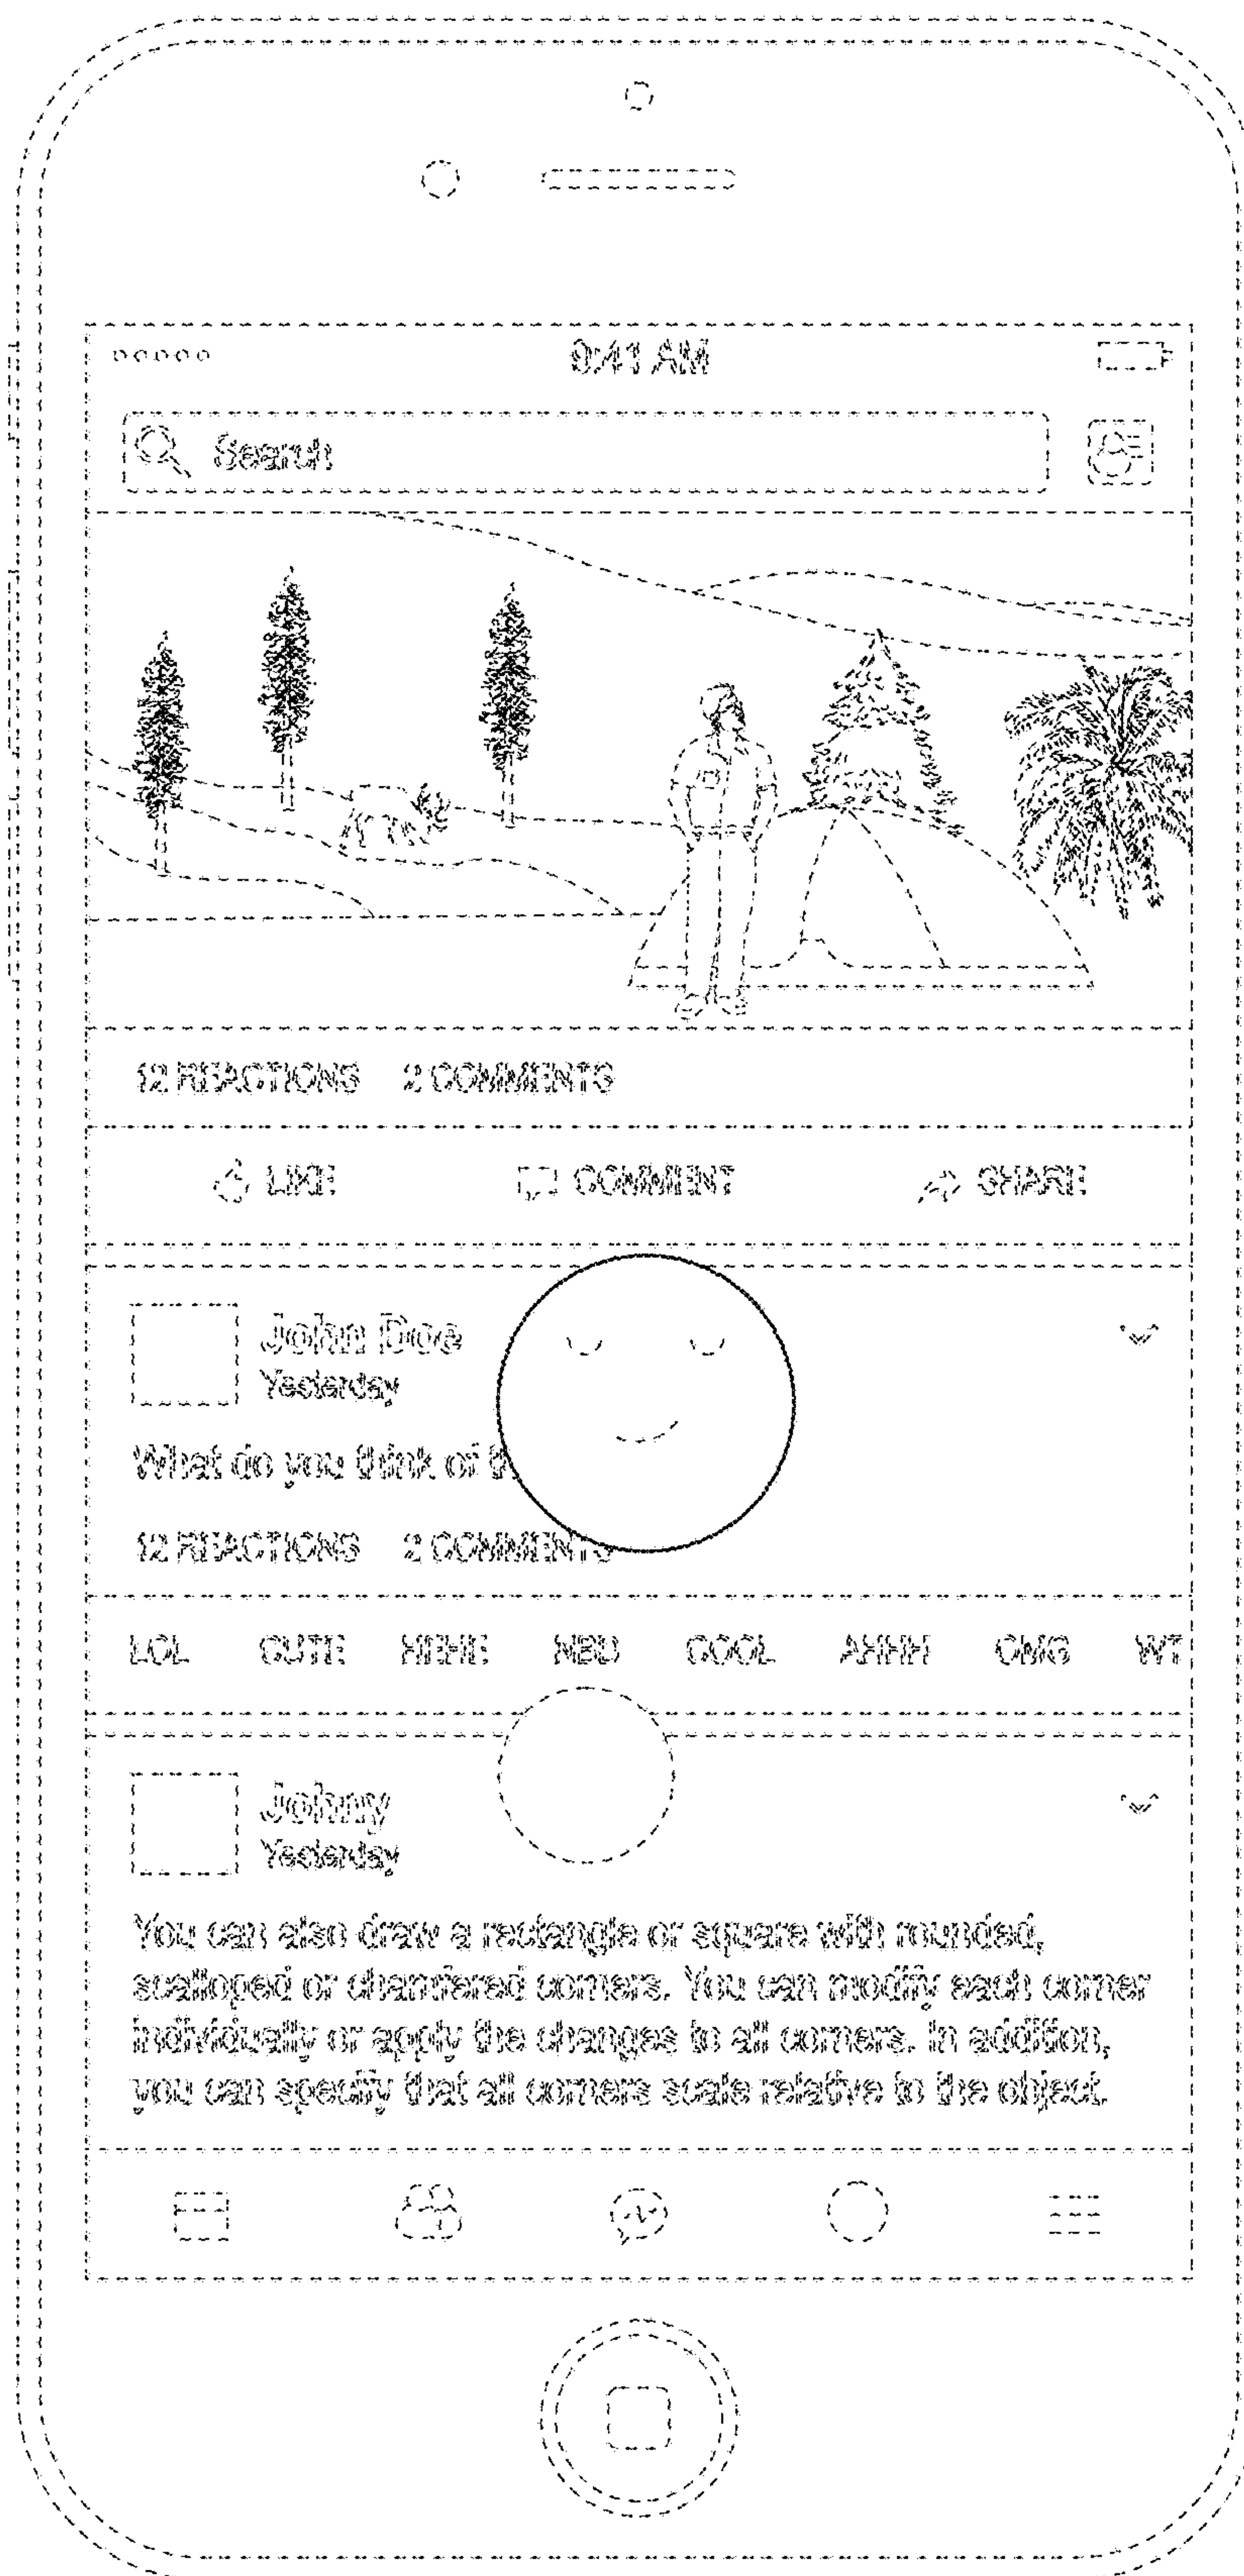 9:41 AM
Search
12 REACTIONS 2 COMMENTS
LIKE COMMENT SHARE
John Doe
Yesterday
What do you think of th
12 REACTIONS 2 COMMENTS
LOL CUTE HEHE NBD COOL AHHH OMG WT
Johny
Yesterday
You can also draw a rectangle or square with rounded,
scalloped or chamfered corners. You can modify each corner
individually or apply the changes to all corners. In addition,
you can specify that all corners scale relative to the object.